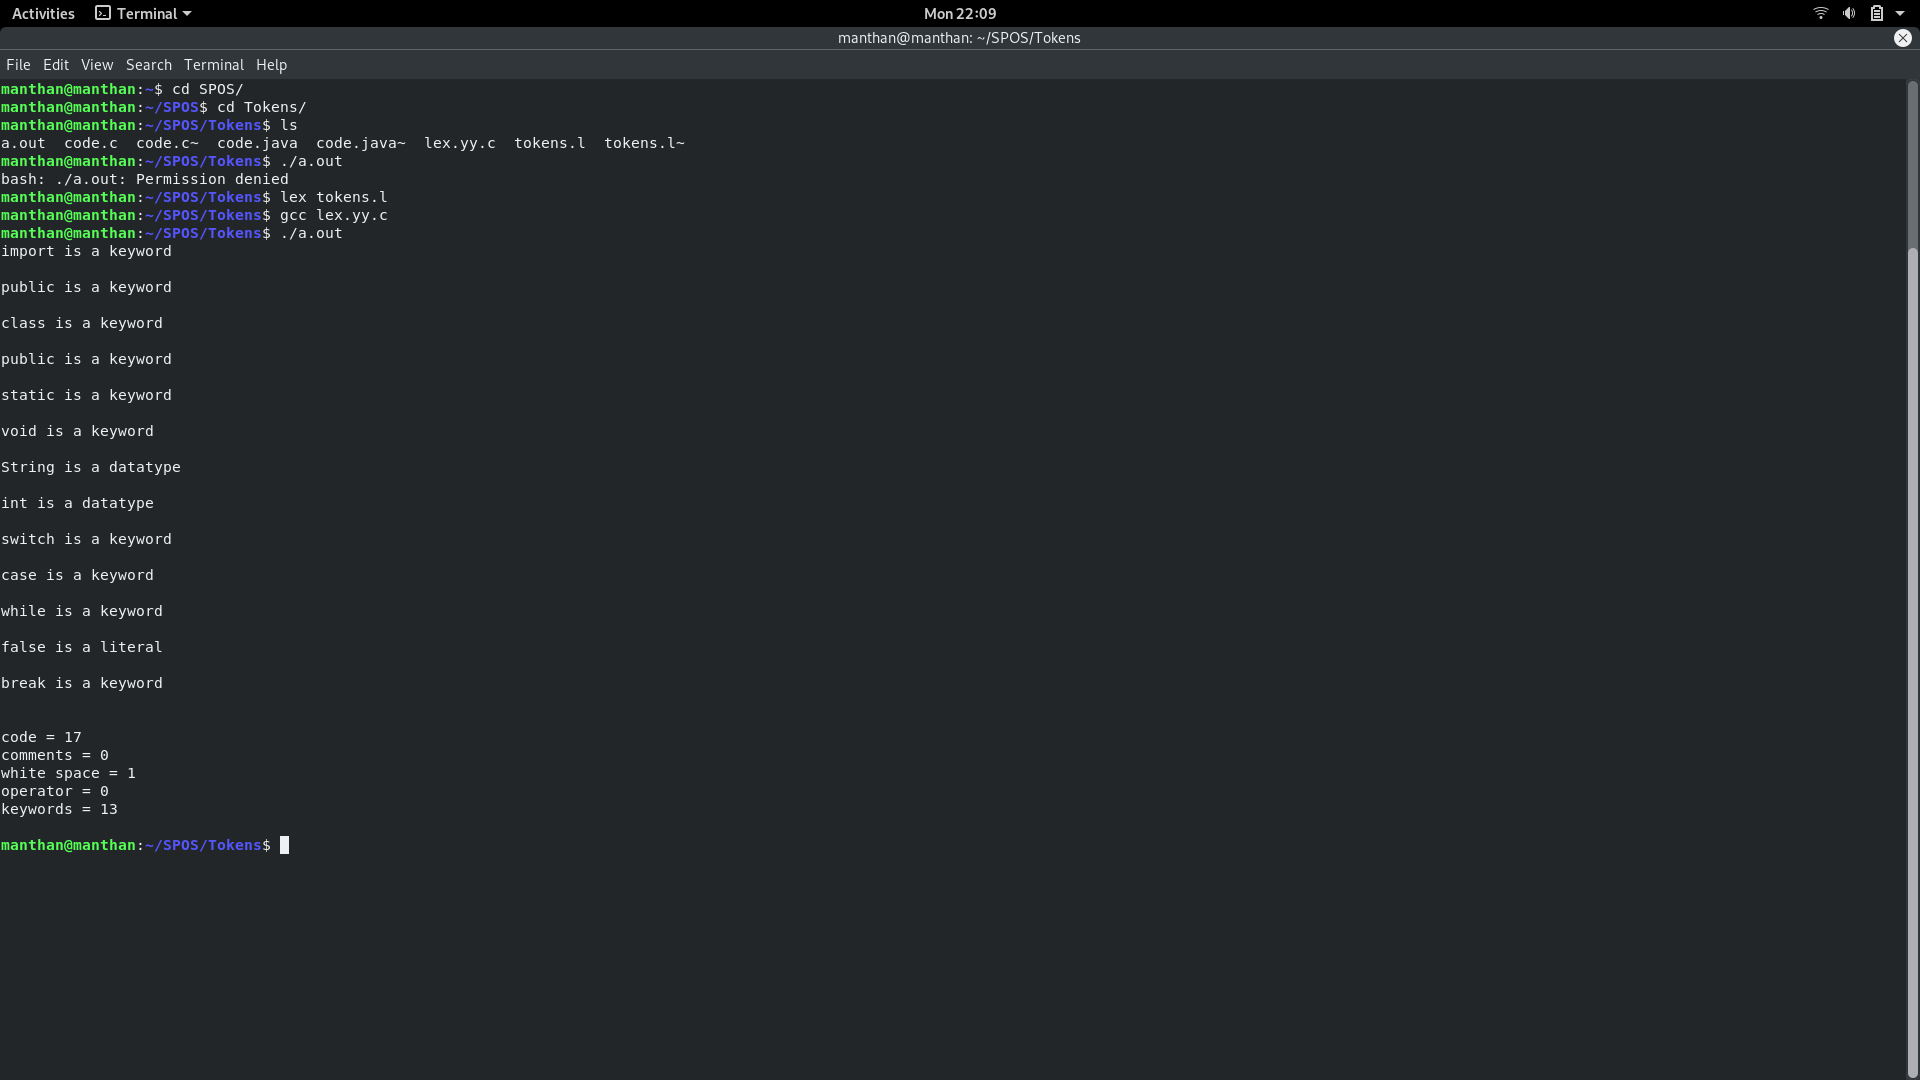 Activities Terminal Mon 22:09
manthan@manthan: ~/SPOS/Tokens
File Edit View Search Terminal Help
manthan@manthan:~$ cd SPOS/
manthan@manthan:~/SPOS$ cd Tokens/
manthan@manthan:~/SPOS/Tokens$ ls
a.out  code.c  code.c~  code.java  code.java~  lex.yy.c  tokens.l  tokens.l~
manthan@manthan:~/SPOS/Tokens$ ./a.out
bash: ./a.out: Permission denied
manthan@manthan:~/SPOS/Tokens$ lex tokens.l
manthan@manthan:~/SPOS/Tokens$ gcc lex.yy.c
manthan@manthan:~/SPOS/Tokens$ ./a.out
import is a keyword
public is a keyword
class is a keyword
public is a keyword
static is a keyword
void is a keyword
String is a datatype
int is a datatype
switch is a keyword
case is a keyword
while is a keyword
false is a literal
break is a keyword
code = 17
comments = 0
white space = 1
operator = 0
keywords = 13
manthan@manthan:~/SPOS/Tokens$